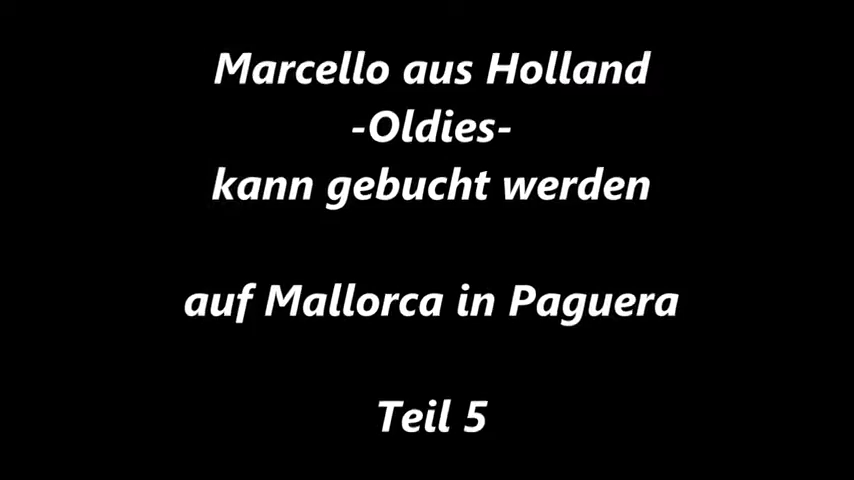 Marcello aus Holland
-Oldies-
kann gebucht werden
auf Mallorca in Paguera
Teil 5